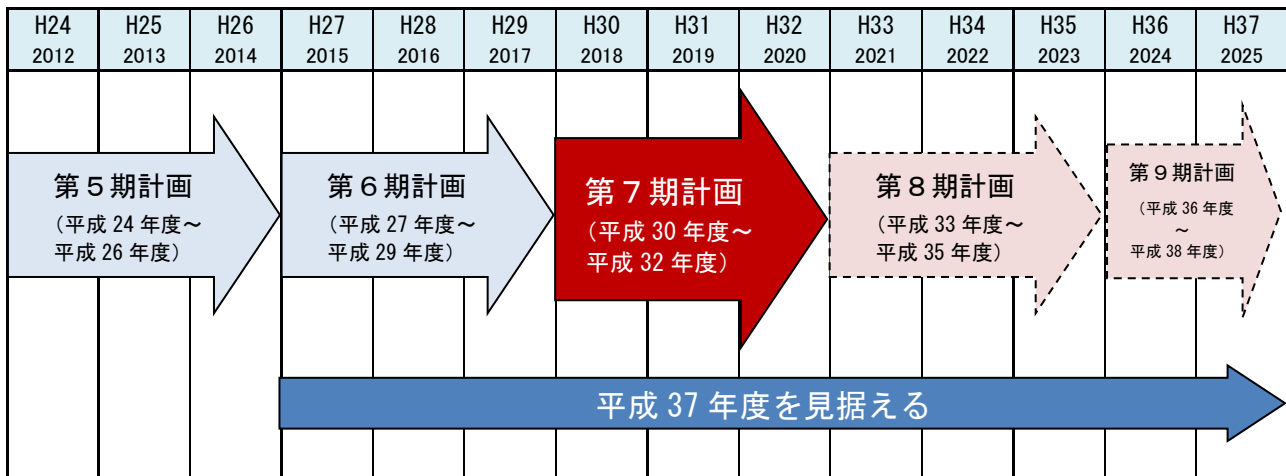 H24 H25 H26 H27 H28 H29 H30 H31 H32 H33 H34 H35 H36 H37
2012 2013 2014 2015 2016 2017 2018 2019 2020 2021 2022 2023 2024 2025
第５期計画
（平成 24 年度～
平成 26 年度）
第６期計画
（平成 27 年度～
平成 29 年度）
第７期計画
（平成 30 年度～
平成 32 年度）
第８期計画
（平成 33 年度～
平成 35 年度）
第９期計画
（平成 36 年度
～
平成 38 年度）
平成 37 年度を見据える